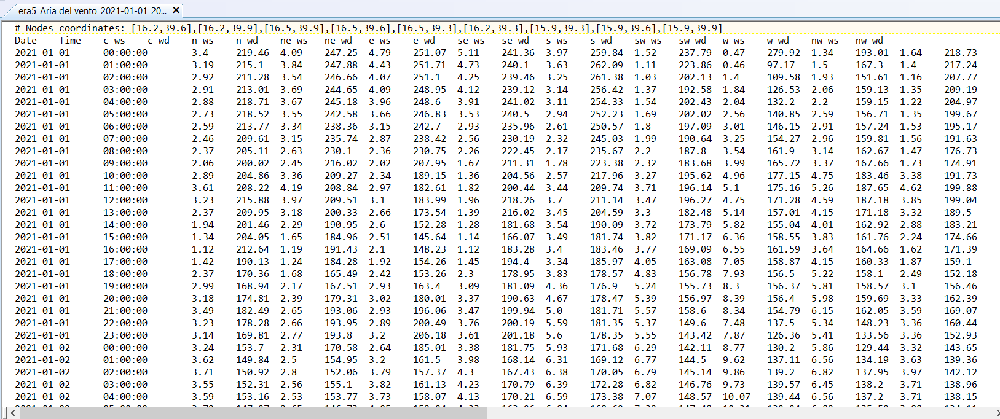 era5_Aria del vento_2021-01-01_20...
# Nodes coordinates: [16.2,39.6],[16.2,39.9],[16.5,39.9],[16.5,39.6],[16.5,39.3],[16.2,39.3],[15.9,39.3],[15.9,39.6],[15.9,39.9]
Date Time c_ws c_wd n_ws n_wd ne_ws ne_wd e_ws e_wd se_ws se_wd s_ws s_wd sw_ws sw_wd w_ws w_wd nw_ws nw_wd
2021-01-01 00:00:00 3.4 219.46 4.09 247.25 4.79 251.07 5.11 241.36 3.97 259.84 1.52 237.79 0.47 279.92 1.34 193.01 1.64 218.73
2021-01-01 01:00:00 3.19 215.1 3.84 247.88 4.43 251.71 4.73 240.1 3.63 262.09 1.11 223.86 0.46 97.17 1.5 167.3 1.4 217.24
2021-01-01 02:00:00 2.92 211.28 3.54 246.66 4.07 251.1 4.25 239.46 3.25 261.38 1.03 202.13 1.4 109.58 1.93 151.61 1.16 207.77
2021-01-01 03:00:00 2.91 213.01 3.69 244.65 4.09 248.95 4.12 239.12 3.14 256.42 1.37 192.58 1.84 126.53 2.06 159.13 1.35 209.19
2021-01-01 04:00:00 2.88 218.71 3.67 245.18 3.96 248.6 3.91 241.02 3.11 254.33 1.54 202.43 2.04 132.2 2.2 159.15 1.22 204.97
2021-01-01 05:00:00 2.73 218.52 3.55 242.58 3.66 246.83 3.53 240.5 2.94 252.23 1.69 202.02 2.56 140.85 2.59 156.71 1.35 199.67
2021-01-01 06:00:00 2.59 213.77 3.34 238.36 3.15 242.7 2.93 235.96 2.61 250.57 1.8 197.09 3.01 146.15 2.91 157.24 1.53 195.17
2021-01-01 07:00:00 2.46 209.61 3.15 235.74 2.87 238.42 2.56 230.19 2.32 245.03 1.99 190.64 3.25 154.27 2.96 159.81 1.56 191.63
2021-01-01 08:00:00 2.37 205.11 2.63 230.1 2.36 230.75 2.26 222.45 2.17 235.67 2.2 187.8 3.54 161.9 3.14 162.67 1.47 176.73
2021-01-01 09:00:00 2.06 200.02 2.45 216.02 2.02 207.95 1.67 211.31 1.78 223.38 2.32 183.68 3.99 165.72 3.37 167.66 1.73 174.91
2021-01-01 10:00:00 2.89 204.86 3.36 209.27 2.34 189.15 1.36 204.56 2.57 217.96 3.27 195.62 4.96 177.15 4.75 183.46 3.38 191.73
2021-01-01 11:00:00 3.61 208.22 4.19 208.84 2.97 182.61 1.82 200.44 3.44 209.74 3.71 196.14 5.1 175.16 5.26 187.65 4.62 199.88
2021-01-01 12:00:00 3.23 215.88 3.97 209.51 3.1 183.99 1.96 218.26 3.7 211.14 3.47 196.27 4.75 171.28 4.59 187.18 3.85 199.04
2021-01-01 13:00:00 2.37 209.95 3.18 200.33 2.66 173.54 1.39 216.02 3.45 204.59 3.3 182.48 5.14 157.01 4.15 171.18 3.32 189.5
2021-01-01 14:00:00 1.94 201.46 2.29 190.95 2.6 152.28 1.28 181.68 3.54 190.09 3.72 173.79 5.82 155.04 4.01 162.92 2.88 183.21
2021-01-01 15:00:00 1.34 204.05 1.65 184.96 2.51 145.64 1.14 166.07 3.49 181.74 3.82 171.17 6.36 158.55 3.83 161.76 2.24 174.66
2021-01-01 16:00:00 1.12 212.64 1.19 191.43 2.1 148.23 1.12 183.28 3.4 183.46 3.77 169.09 6.55 161.59 3.64 164.66 1.62 171.39
2021-01-01 17:00:00 1.42 190.13 1.24 184.28 1.92 154.26 1.45 194.4 3.34 185.97 4.05 163.08 7.05 158.87 4.15 160.33 1.87 159.1
2021-01-01 18:00:00 2.37 170.36 1.68 165.49 2.42 153.26 2.3 178.95 3.83 178.57 4.83 156.78 7.93 156.5 5.22 158.1 2.49 152.18
2021-01-01 19:00:00 2.99 168.94 2.17 167.51 2.93 163.4 3.09 181.09 4.36 176.9 5.24 155.73 8.3 156.37 5.81 158.57 3.1 156.46
2021-01-01 20:00:00 3.18 174.81 2.39 179.31 3.02 180.01 3.37 190.63 4.67 178.47 5.39 156.97 8.39 156.4 5.98 159.69 3.33 162.39
2021-01-01 21:00:00 3.49 182.49 2.65 193.06 2.93 196.06 3.47 199.94 5.0 181.71 5.57 158.6 8.34 154.79 6.15 162.05 3.59 169.07
2021-01-01 22:00:00 3.23 178.28 2.66 193.95 2.89 200.49 3.76 200.19 5.59 181.35 5.37 149.6 7.48 137.5 5.34 148.23 3.36 160.44
2021-01-01 23:00:00 3.14 169.81 2.77 193.8 3.2 206.18 3.61 201.18 5.6 178.35 5.55 143.42 7.87 126.36 5.41 133.56 3.36 152.93
2021-01-02 00:00:00 3.24 153.7 2.31 170.58 2.64 185.01 3.38 181.75 5.93 171.68 6.29 142.11 8.77 130.2 5.86 129.44 3.32 143.65
2021-01-02 01:00:00 3.62 149.84 2.5 154.95 3.2 161.5 3.98 168.14 6.31 169.12 6.77 144.5 9.62 137.11 6.56 134.19 3.63 139.36
2021-01-02 02:00:00 3.71 150.92 2.8 152.06 3.79 157.37 4.3 167.43 6.38 170.05 6.79 145.14 9.86 139.2 6.82 137.95 3.97 142.12
2021-01-02 03:00:00 3.55 152.31 2.56 155.1 3.82 161.13 4.23 170.79 6.39 172.28 6.82 146.76 9.73 139.57 6.45 138.2 3.71 138.96
2021-01-02 04:00:00 3.59 153.16 2.53 153.77 3.73 158.07 4.13 170.21 6.59 173.38 7.07 148.57 10.07 139.44 6.56 137.2 3.71 138.15